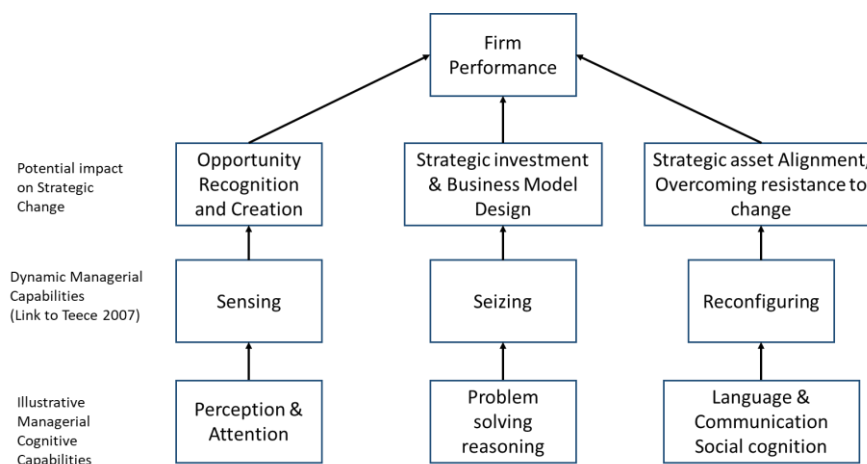 Firm
Performance
Potential impact
on Strategic
Change
Opportunity
Recognition
and Creation
Strategic investment
& Business Model
Design
Strategic asset Alignment,
Overcoming resistance to
change
Dynamic Managerial
Capabilities
(Link to Teece 2007)
Sensing
Seizing
Reconfiguring
Illustrative
Managerial
Cognitive
Capabilities
Perception &
Attention
Problem
solving
reasoning
Language &
Communication
Social cognition